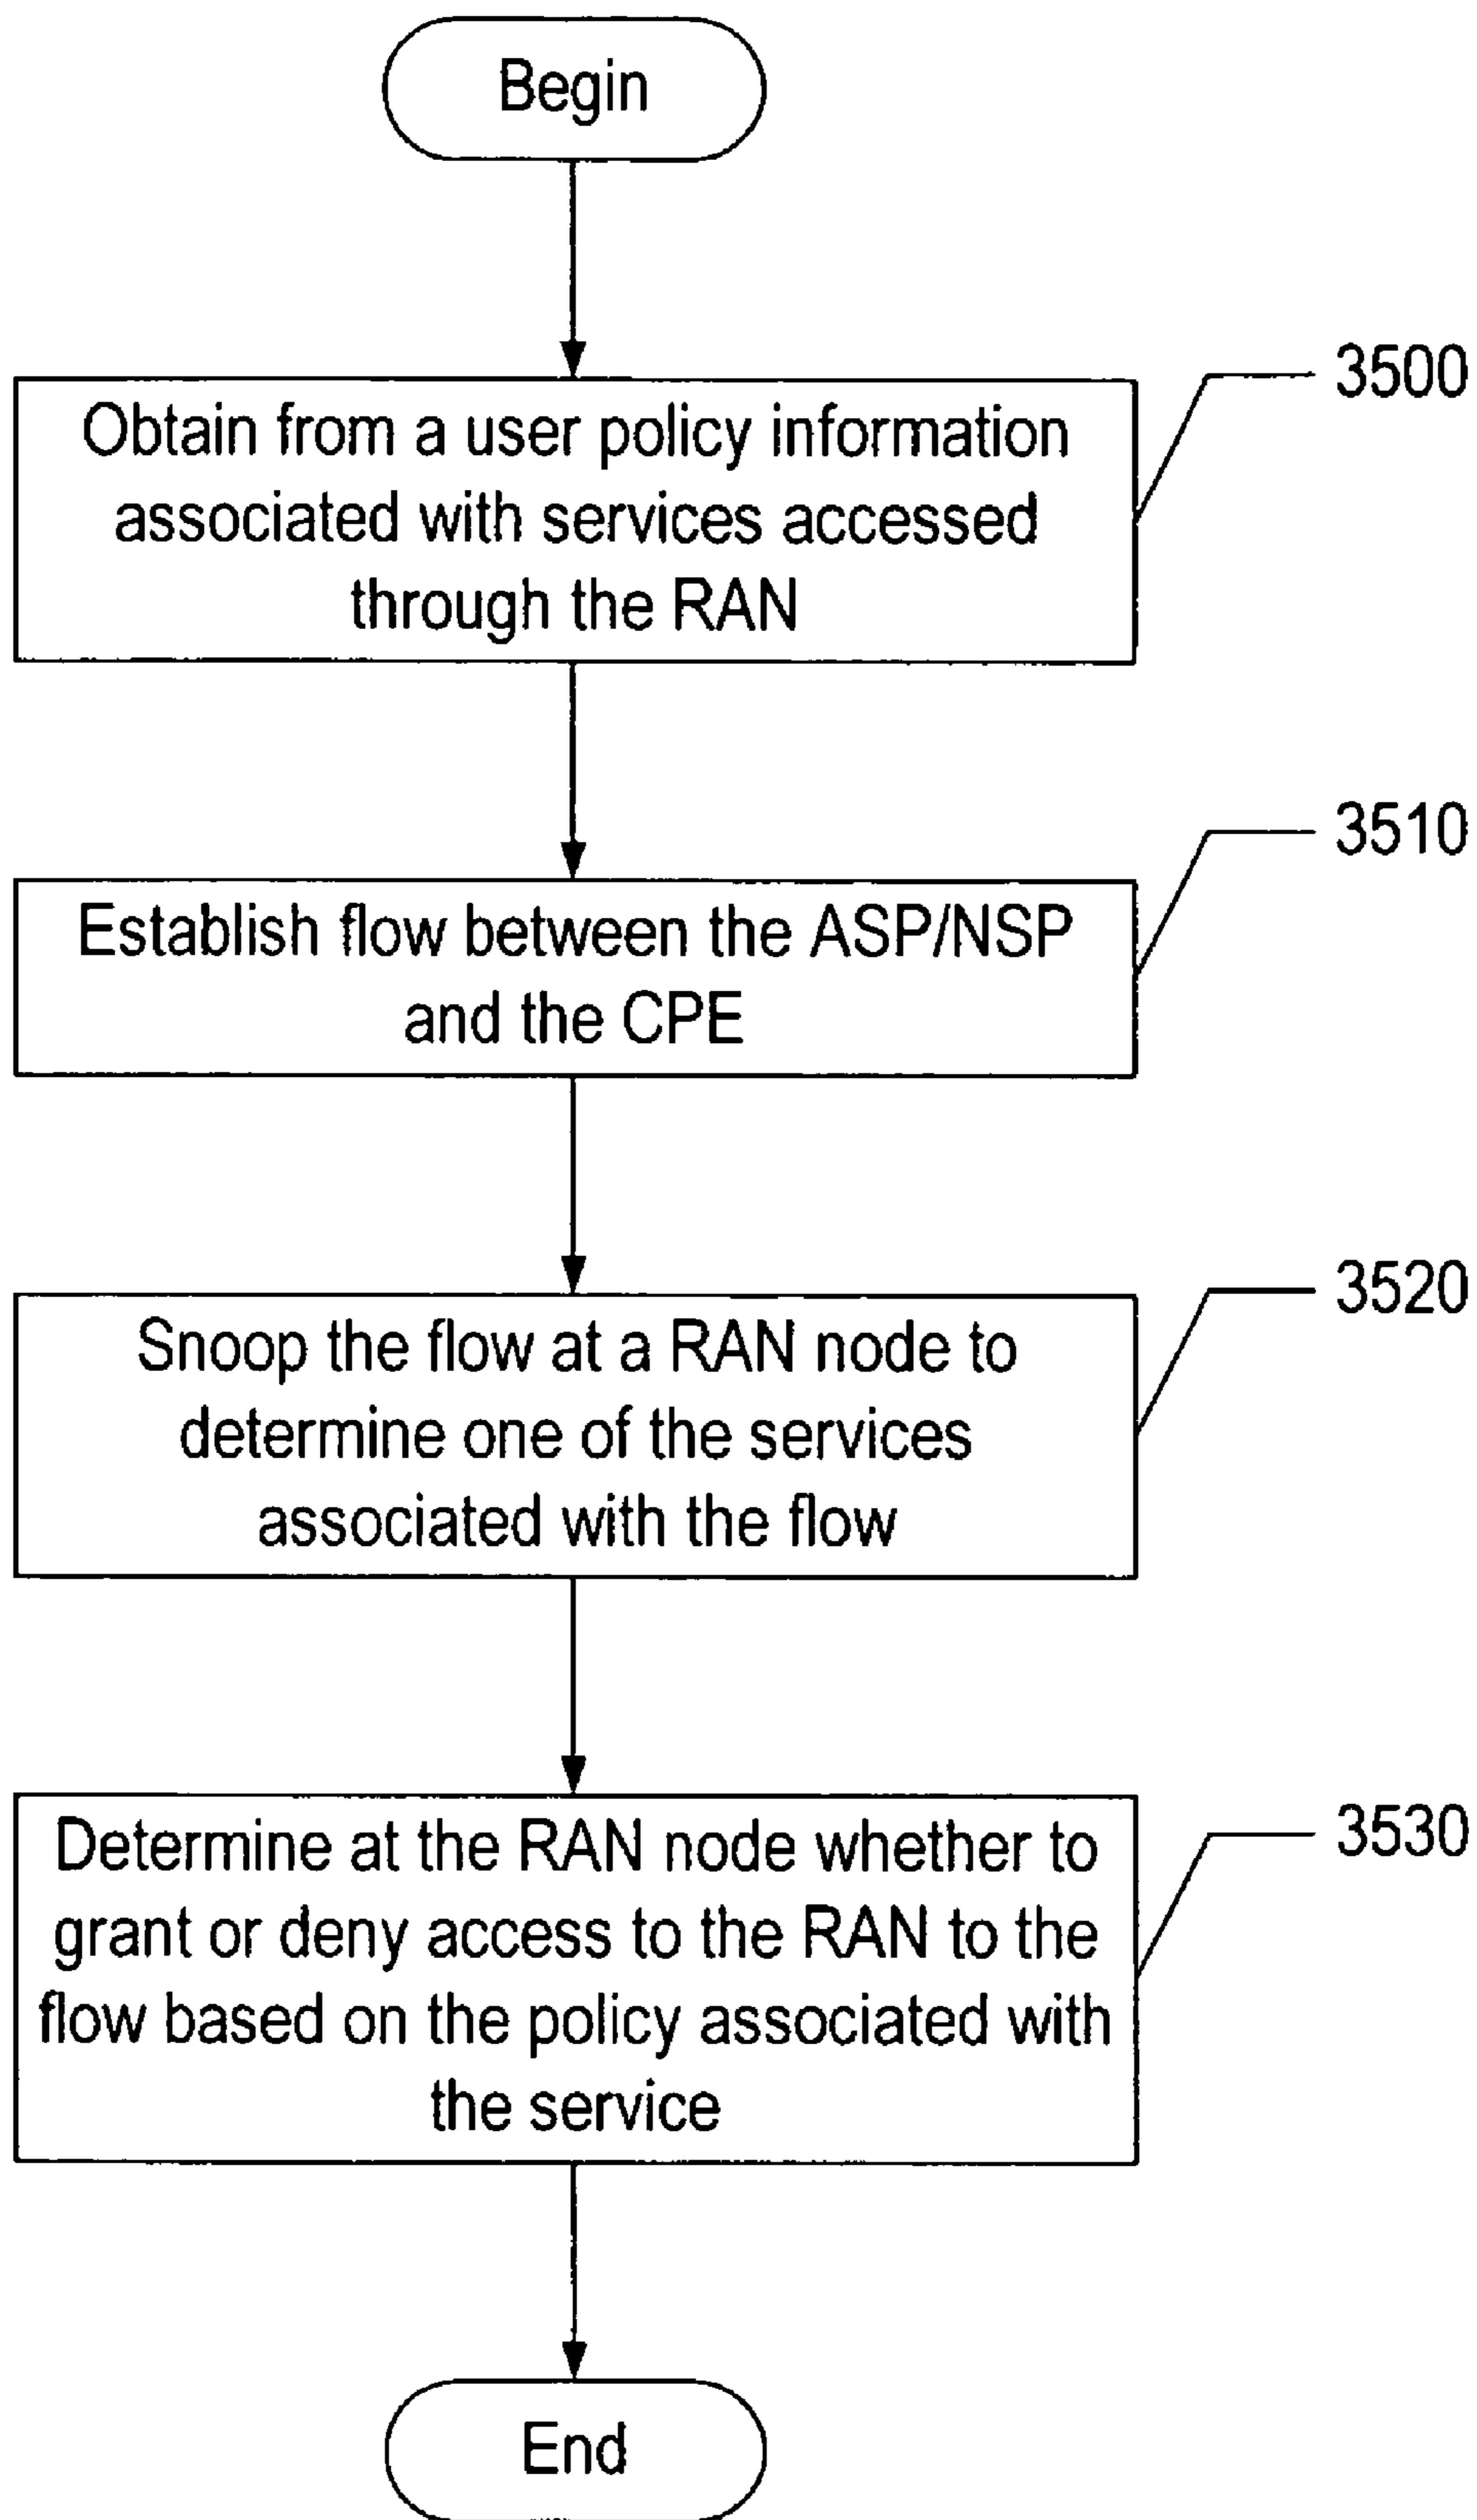 Begin
3500
Obtain from a user policy information
associated with services accessed
through the RAN
3510
Establish flow between the ASP/NSP
and the CPE
3520
Snoop the flow at a RAN node to
determine one of the services
associated with the flow
3530
Determine at the RAN node whether to
grant or deny access to the RAN to the
flow based on the policy associated with
the service
End